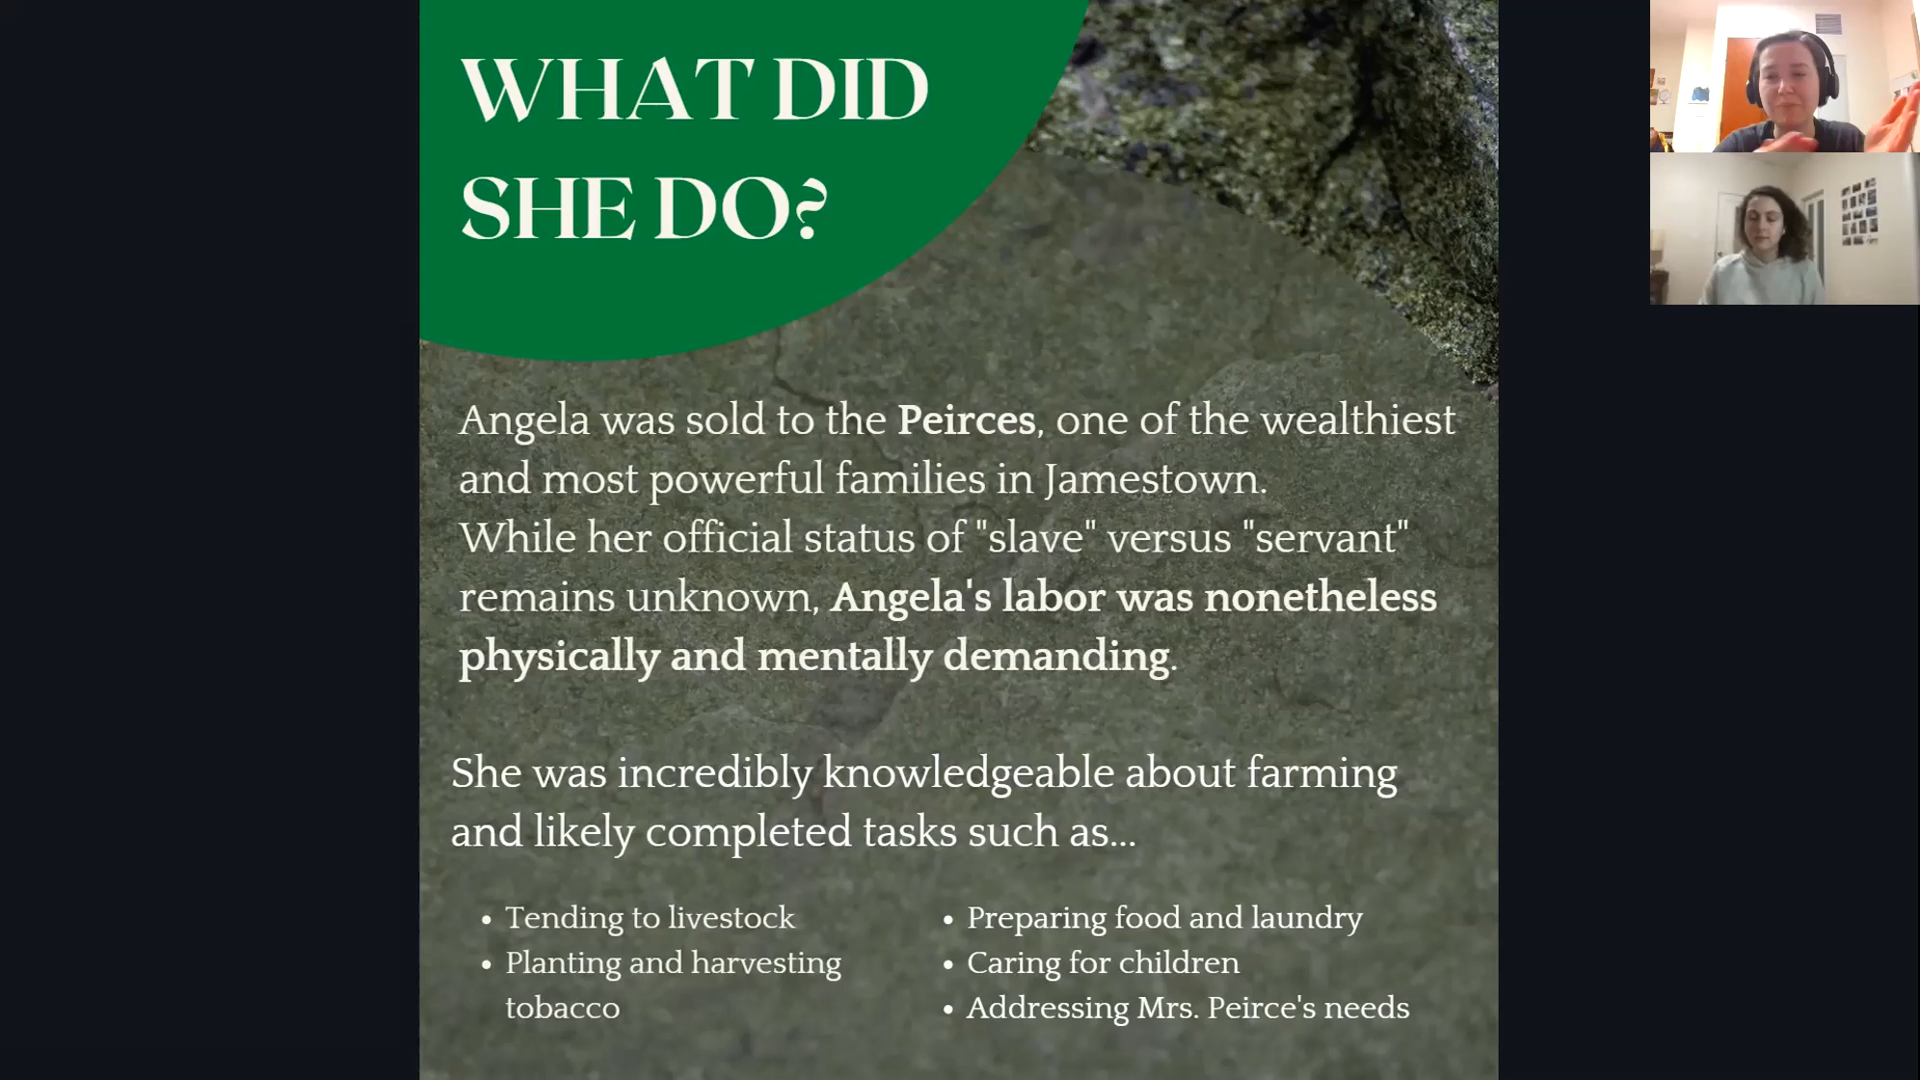 WHAT DID
SHE DO?
Angela was sold to the Peirces, one of the wealthiest
and most powerful families in Jamestown.
While her official status of "slave" versus "servant"
remains unknown, Angela's labor was nonetheless
physically and mentally demanding.
She was incredibly knowledgeable about farming
and likely completed tasks such as...
• Tending to livestock
• Planting and harvesting
tobacco
• Preparing food and laundry
• Caring for children
• Addressing Mrs. Peirce's needs